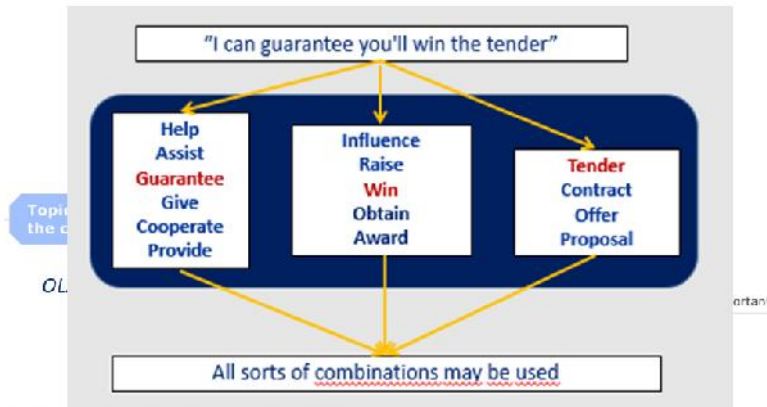 "I can guarantee you'll win the tender"
Help
Assist
Guarantee
Give
Cooperate
Provide
Influence
Raise
Win
Obtain
Award
Tender
Contract
Offer
Proposal
the
All sorts of combinations may be used